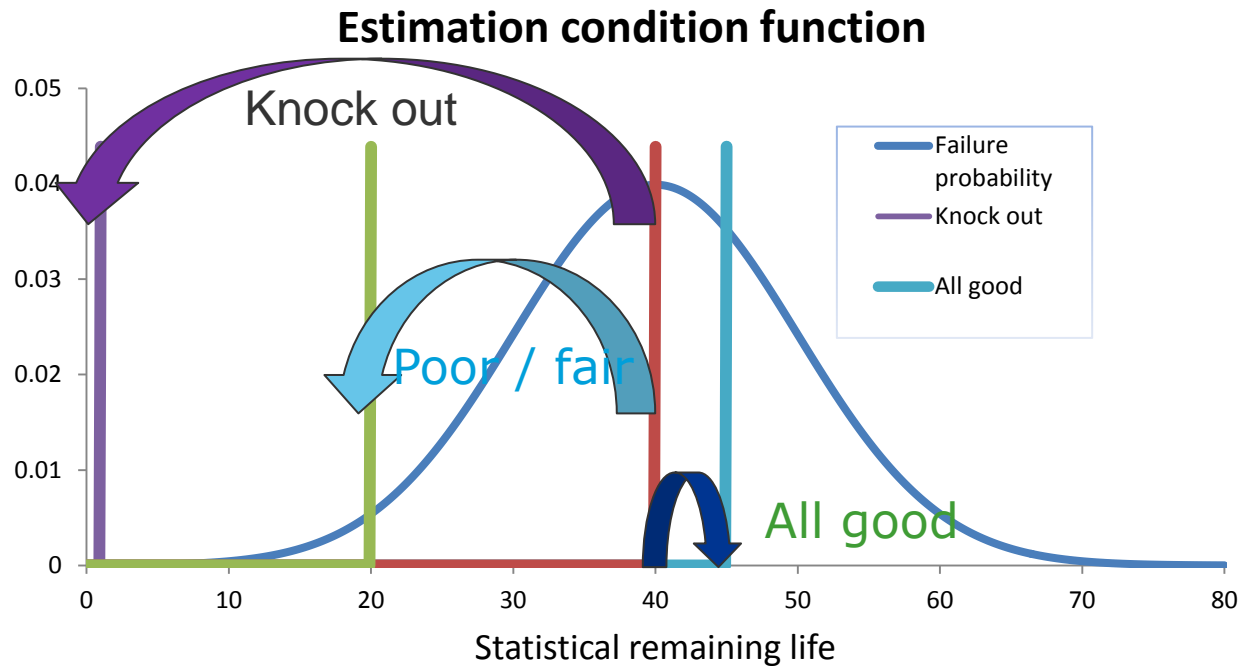 Estimation condition function
0.05
Knock out
Failure
probability
0.04
Knock out
0.03
All good
Poor / fair
0.02
0.01
All good
0
0 10 20 30 40 50 60 70 80
Statistical remaining life